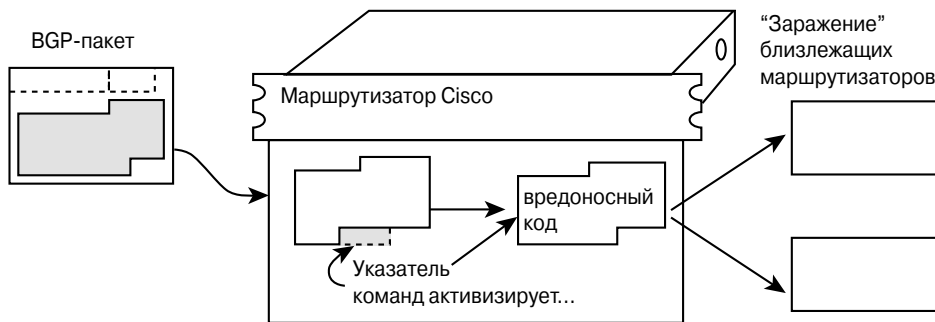 BGP-пакет
“Заражение”
близлежащих
маршрутизаторов
Маршрутизатор Cisco
вредоносный
код
Указатель
команд активизирует...